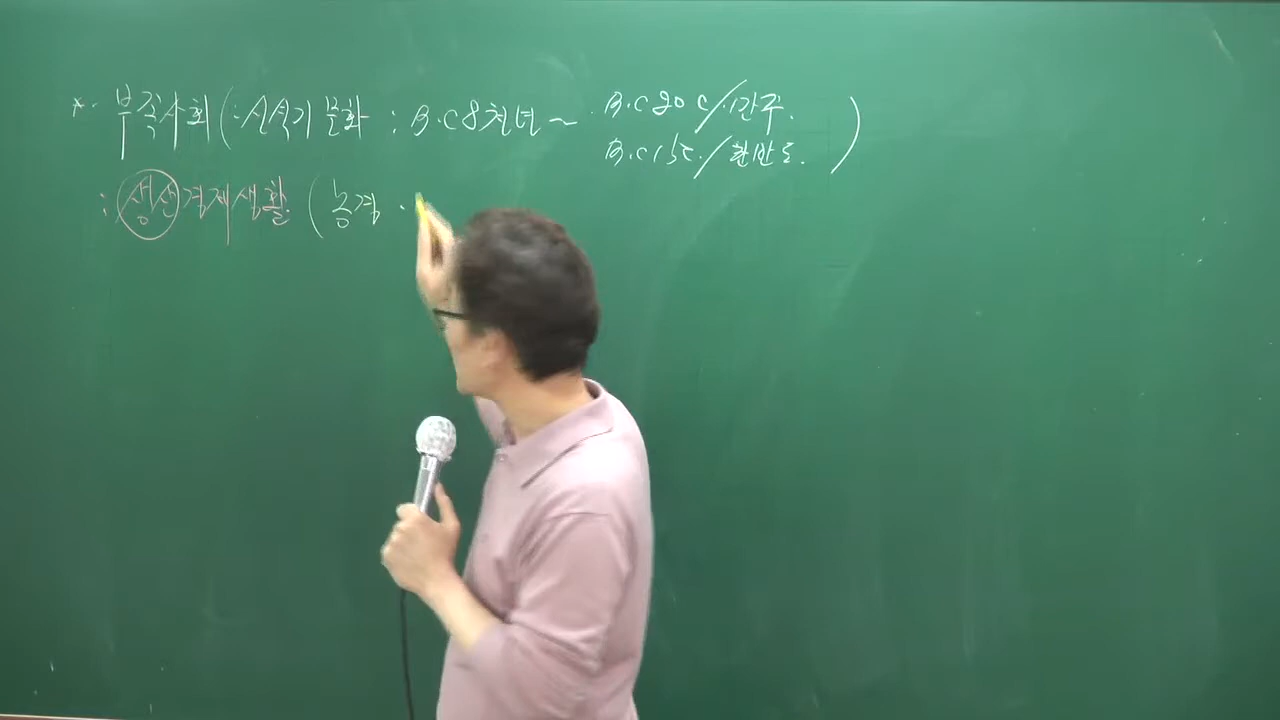 * 부족사회 (: 신석기 문화 : B.C 8천년 ~ B.C 20 C / 만주.
B.C 15C. / 한반도. )
: 생산경제생활 (농경 ·